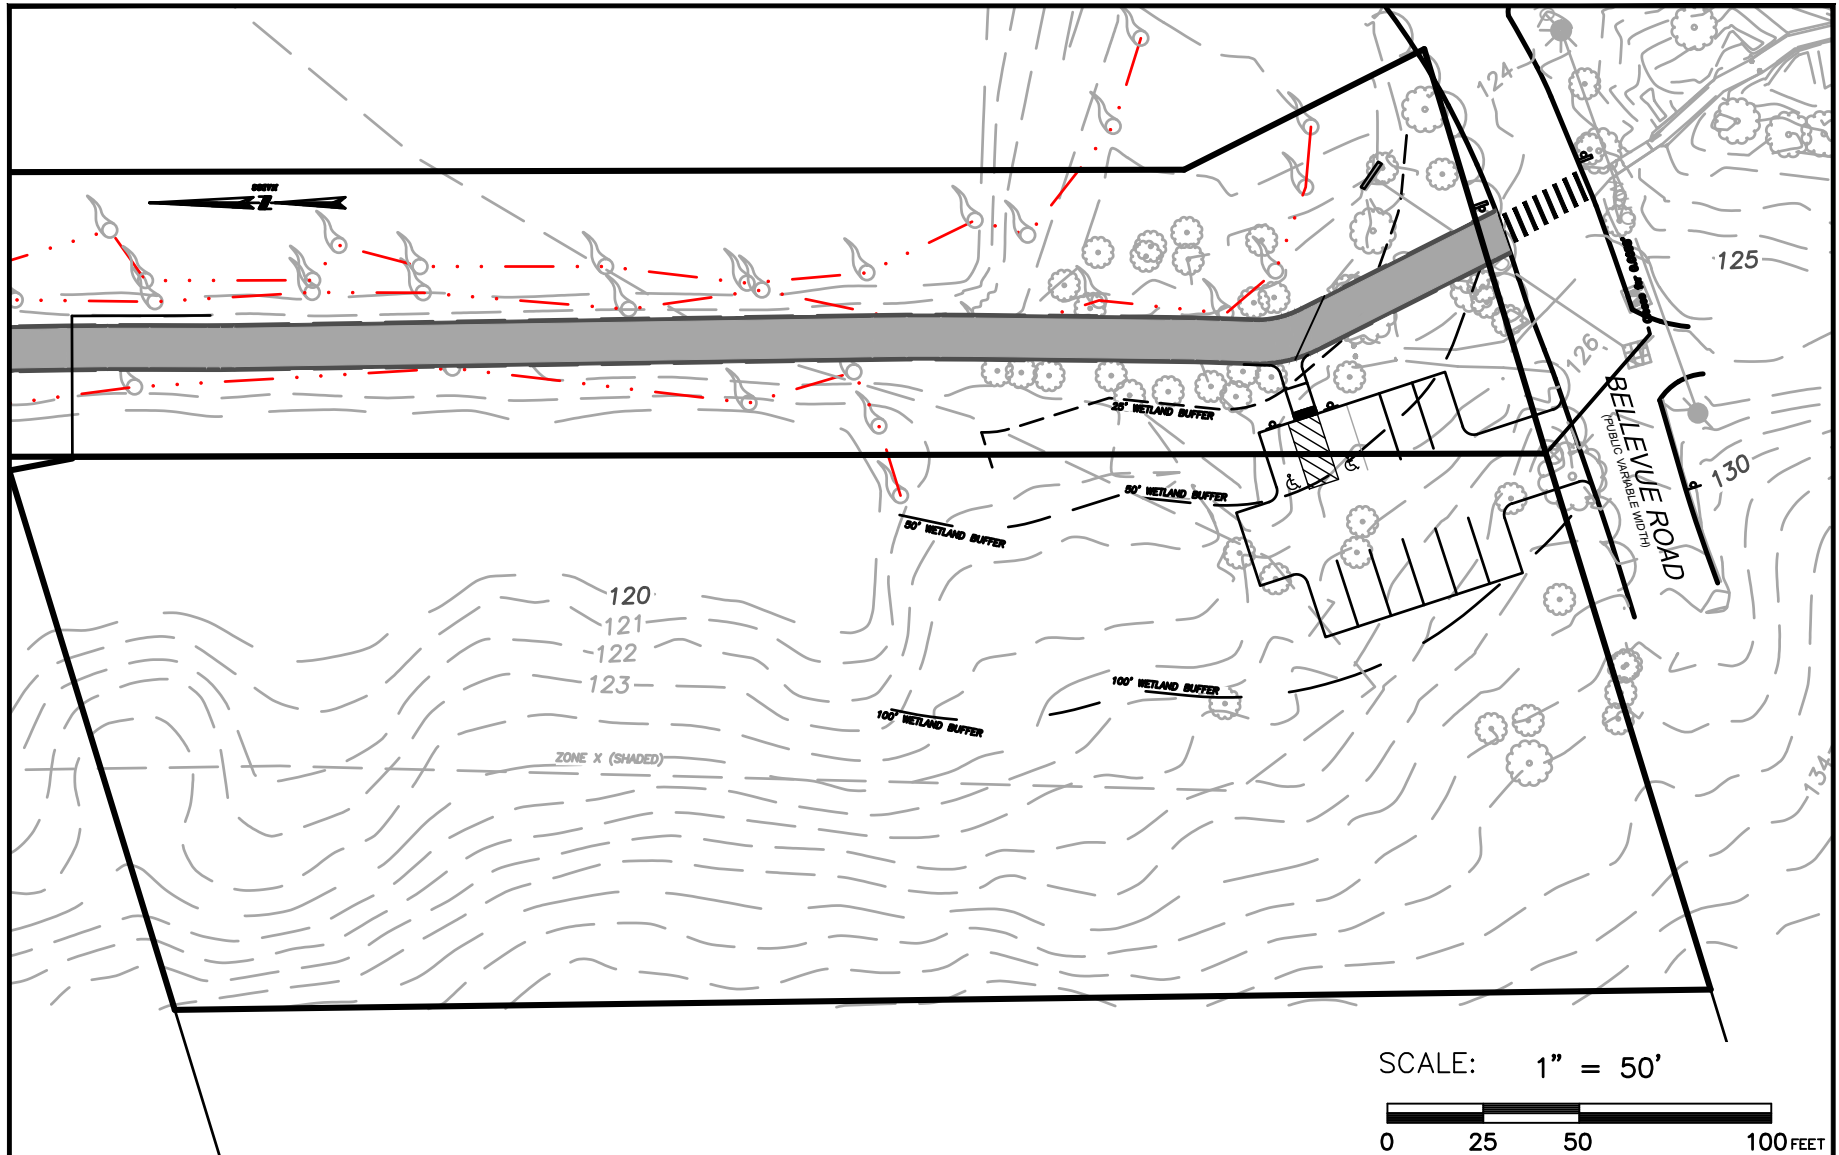 124
125
126
BELLEVUE ROAD
(PUBLIC VARIABLE WIDTH)
130
25' WETLAND BUFFER
50' WETLAND BUFFER
50' WETLAND BUFFER
120
121
122
123
100' WETLAND BUFFER
100' WETLAND BUFFER
ZONE X (SHADED)
134
SCALE: 1" = 50'
0 25 50 100 FEET